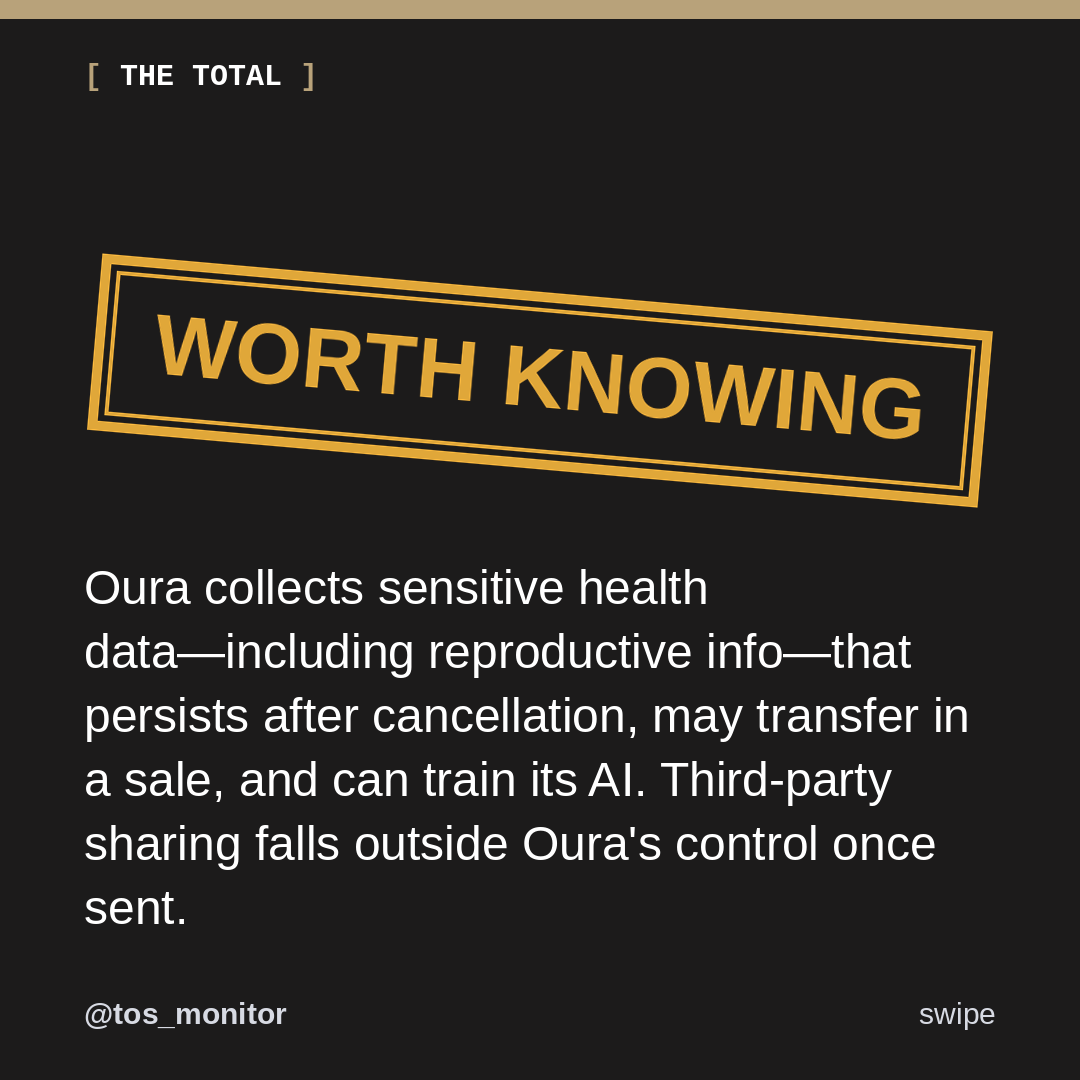 [ THE TOTAL ]
WORTH KNOWING
Oura collects sensitive health
data—including reproductive info—that
persists after cancellation, may transfer in
a sale, and can train its AI. Third-party
sharing falls outside Oura's control once
sent.
@tos_monitor
swipe